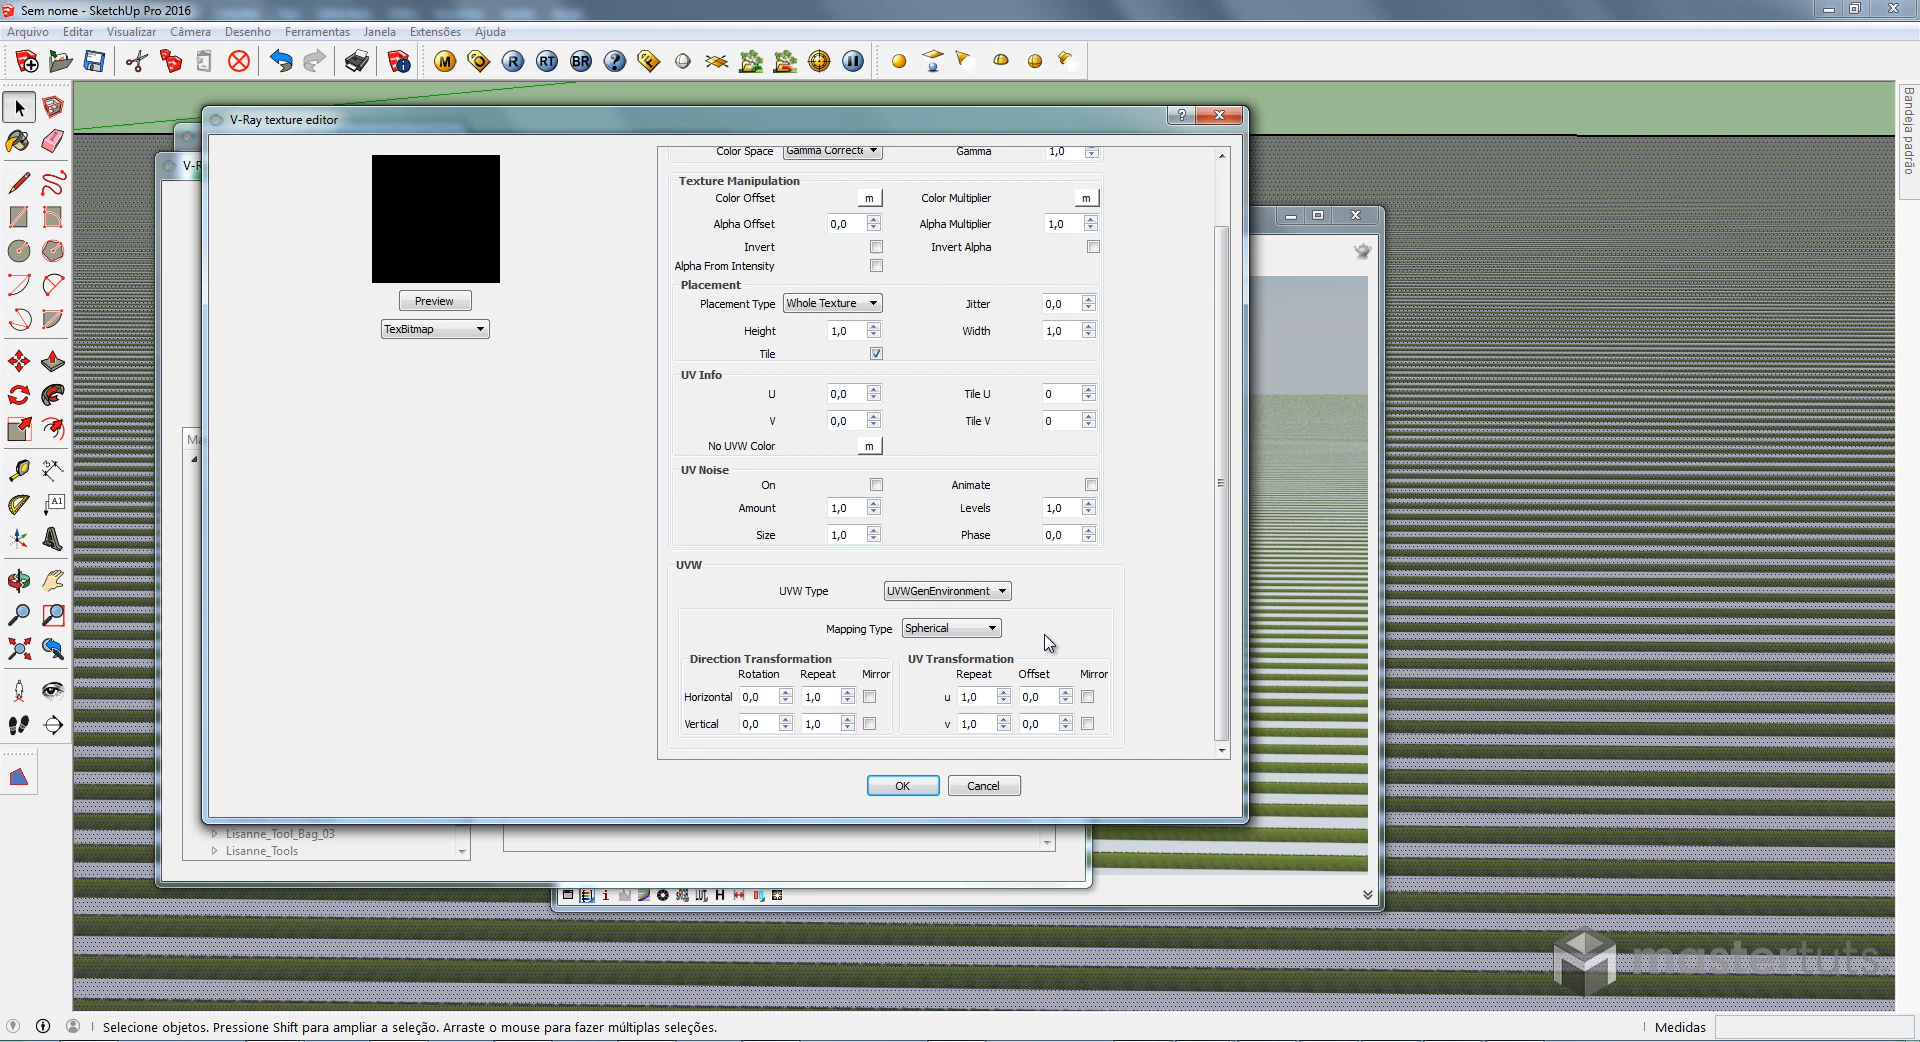 Sem nome - SketchUp Pro 2016
Arquivo Editar Visualizar Câmera Desenho Ferramentas Janela Extensões Ajuda
M R RT BR ?
Bandeja padrão
V-Ray texture editor
V-R
Color Space Gamma Correcte Gamma 1,0
Texture Manipulation
Color Offset m Color Multiplier m
Alpha Offset 0,0 Alpha Multiplier 1,0
Invert Invert Alpha
Alpha From Intensity
Preview
TexBitmap
Placement
Placement Type Whole Texture Jitter 0,0
Height 1,0 Width 1,0
Tile
UV Info
U 0,0 Tile U 0
V 0,0 Tile V 0
No UVW Color m
Ma
UV Noise
On Animate
Amount 1,0 Levels 1,0
Size 1,0 Phase 0,0
A1
UVW
UVW Type UVWGenEnvironment
Mapping Type Spherical
Direction Transformation UV Transformation
Rotation Repeat Mirror Repeat Offset Mirror
Horizontal 0,0 1,0 u 1,0 0,0
Vertical 0,0 1,0 v 1,0 0,0
OK Cancel
Lisanne_Tool_Bag_03
Lisanne_Tools
H
mastertuts
Selecione objetos. Pressione Shift para ampliar a seleção. Arraste o mouse para fazer múltiplas seleções.
Medidas